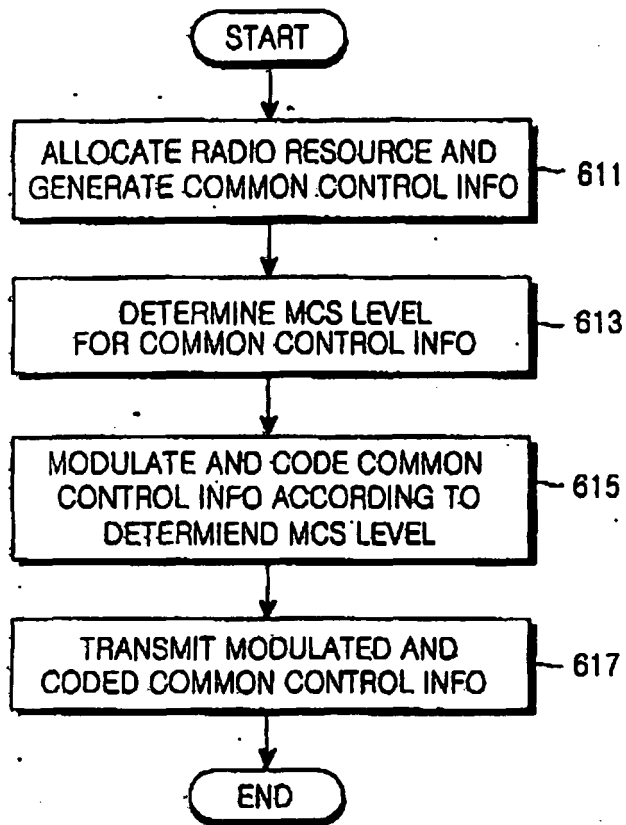 START
ALLOCATE RADIO RESOURCE AND
GENERATE COMMON CONTROL INFO
611
DETERMINE MCS LEVEL
FOR COMMON CONTROL INFO
613
MODULATE AND CODE COMMON
CONTROL INFO ACCORDING TO
DETERMIEND MCS LEVEL
615
TRANSMIT MODULATED AND
CODED COMMON CONTROL INFO
617
END